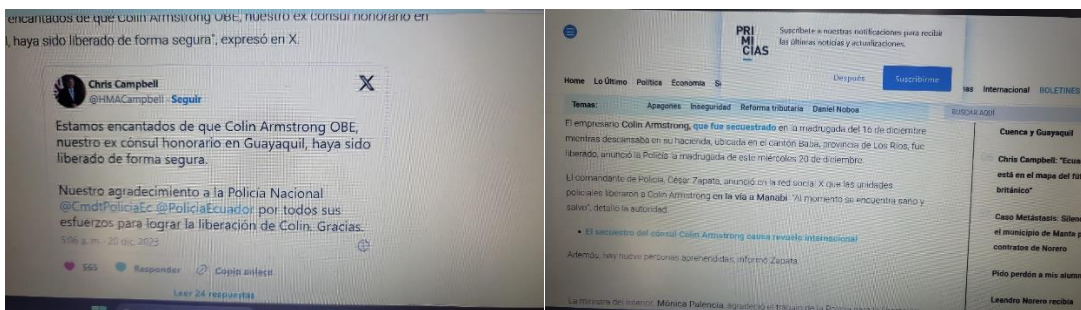 encantados de que Colin Armstrong OBE, nuestro ex cónsul honorario en
, haya sido liberado de forma segura", expresó en X.
Chris Campbell
@HMACampbell · Seguir
X
Estamos encantados de que Colin Armstrong OBE,
nuestro ex cónsul honorario en Guayaquil, haya sido
liberado de forma segura.
Nuestro agradecimiento a la Policía Nacional
@CmdtPoliciaEc @PoliciaEcuador por todos sus
esfuerzos para lograr la liberación de Colin. Gracias.
5:06 a. m. · 20 dic. 2023
565 Responder Copia enlace
Leer 24 respuestas
PRI
MI
CIAS
Suscríbete a nuestras notificaciones para recibir
las últimas noticias y actualizaciones.
Después Suscribirme
Home Lo Último Política Economía S
as Internacional BOLETINES
Temas: Apagones Inseguridad Reforma tributaria Daniel Noboa
BUSCAR AQUÍ
El empresario Colin Armstrong, que fue secuestrado en la madrugada del 16 de diciembre
mientras descansaba en su hacienda, ubicada en el cantón Baba, provincia de Los Ríos, fue
liberado, anunció la Policía la madrugada de este miércoles 20 de diciembre.
El comandante de Policía, César Zapata, anunció en la red social X que las unidades
policiales liberaron a Colin Armstrong en la vía a Manabí. "Al momento se encuentra sano y
salvo", detalló la autoridad.
• El secuestro del cónsul Colin Armstrong causa revuelo internacional
Además, hay nueve personas aprehendidas, informó Zapata.
La ministra del Interior, Mónica Palencia, agradeció el trabajo de la Policía
Cuenca y Guayaquil
Chris Campbell: "Ecua
está en el mapa del fút
británico"
Caso Metástasis: Silen
el municipio de Manta p
contratos de Norero
Pido perdón a mis alumn
Leandro Norero recibía